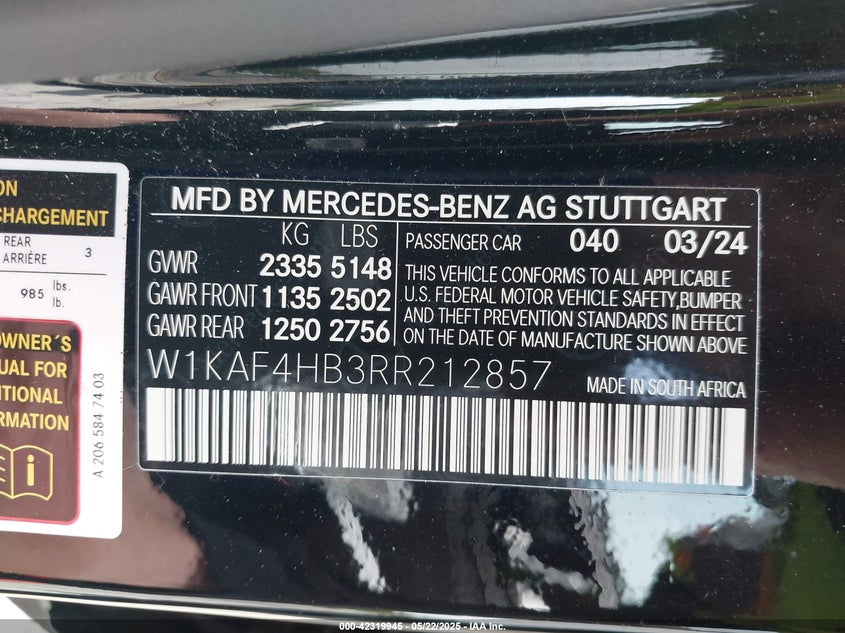 ON
CHARGEMENT
REAR 3
ARRIÈRE
985 lbs.
lb.
OWNER´S
FOR
A 206 584 74 03
MFD BY MERCEDES-BENZ AG STUTTGART
KG LBS
GVWR 2335 5148
GAWR FRONT 1135 2502
GAWR REAR 1250 2756
PASSENGER CAR 040 03/24
THIS VEHICLE CONFORMS TO ALL APPLICABLE
U.S. FEDERAL MOTOR VEHICLE SAFETY,BUMPER
AND THEFT PREVENTION STANDARDS IN EFFECT
ON THE DATE OF MANUFACTURE SHOWN ABOVE
W1KAF4HB3RR212857
MADE IN SOUTH AFRICA
000-42319945 - 05/22/2025 - IAA Inc.